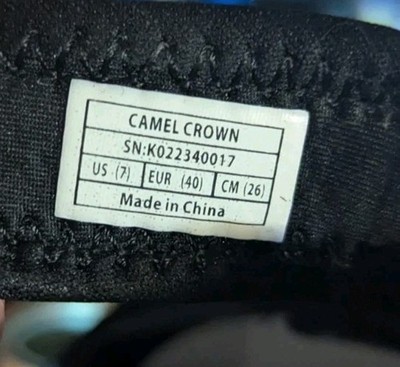 CAMEL CROWN
SN:K022340017
US (7) EUR (40) CM (26)
Made in China